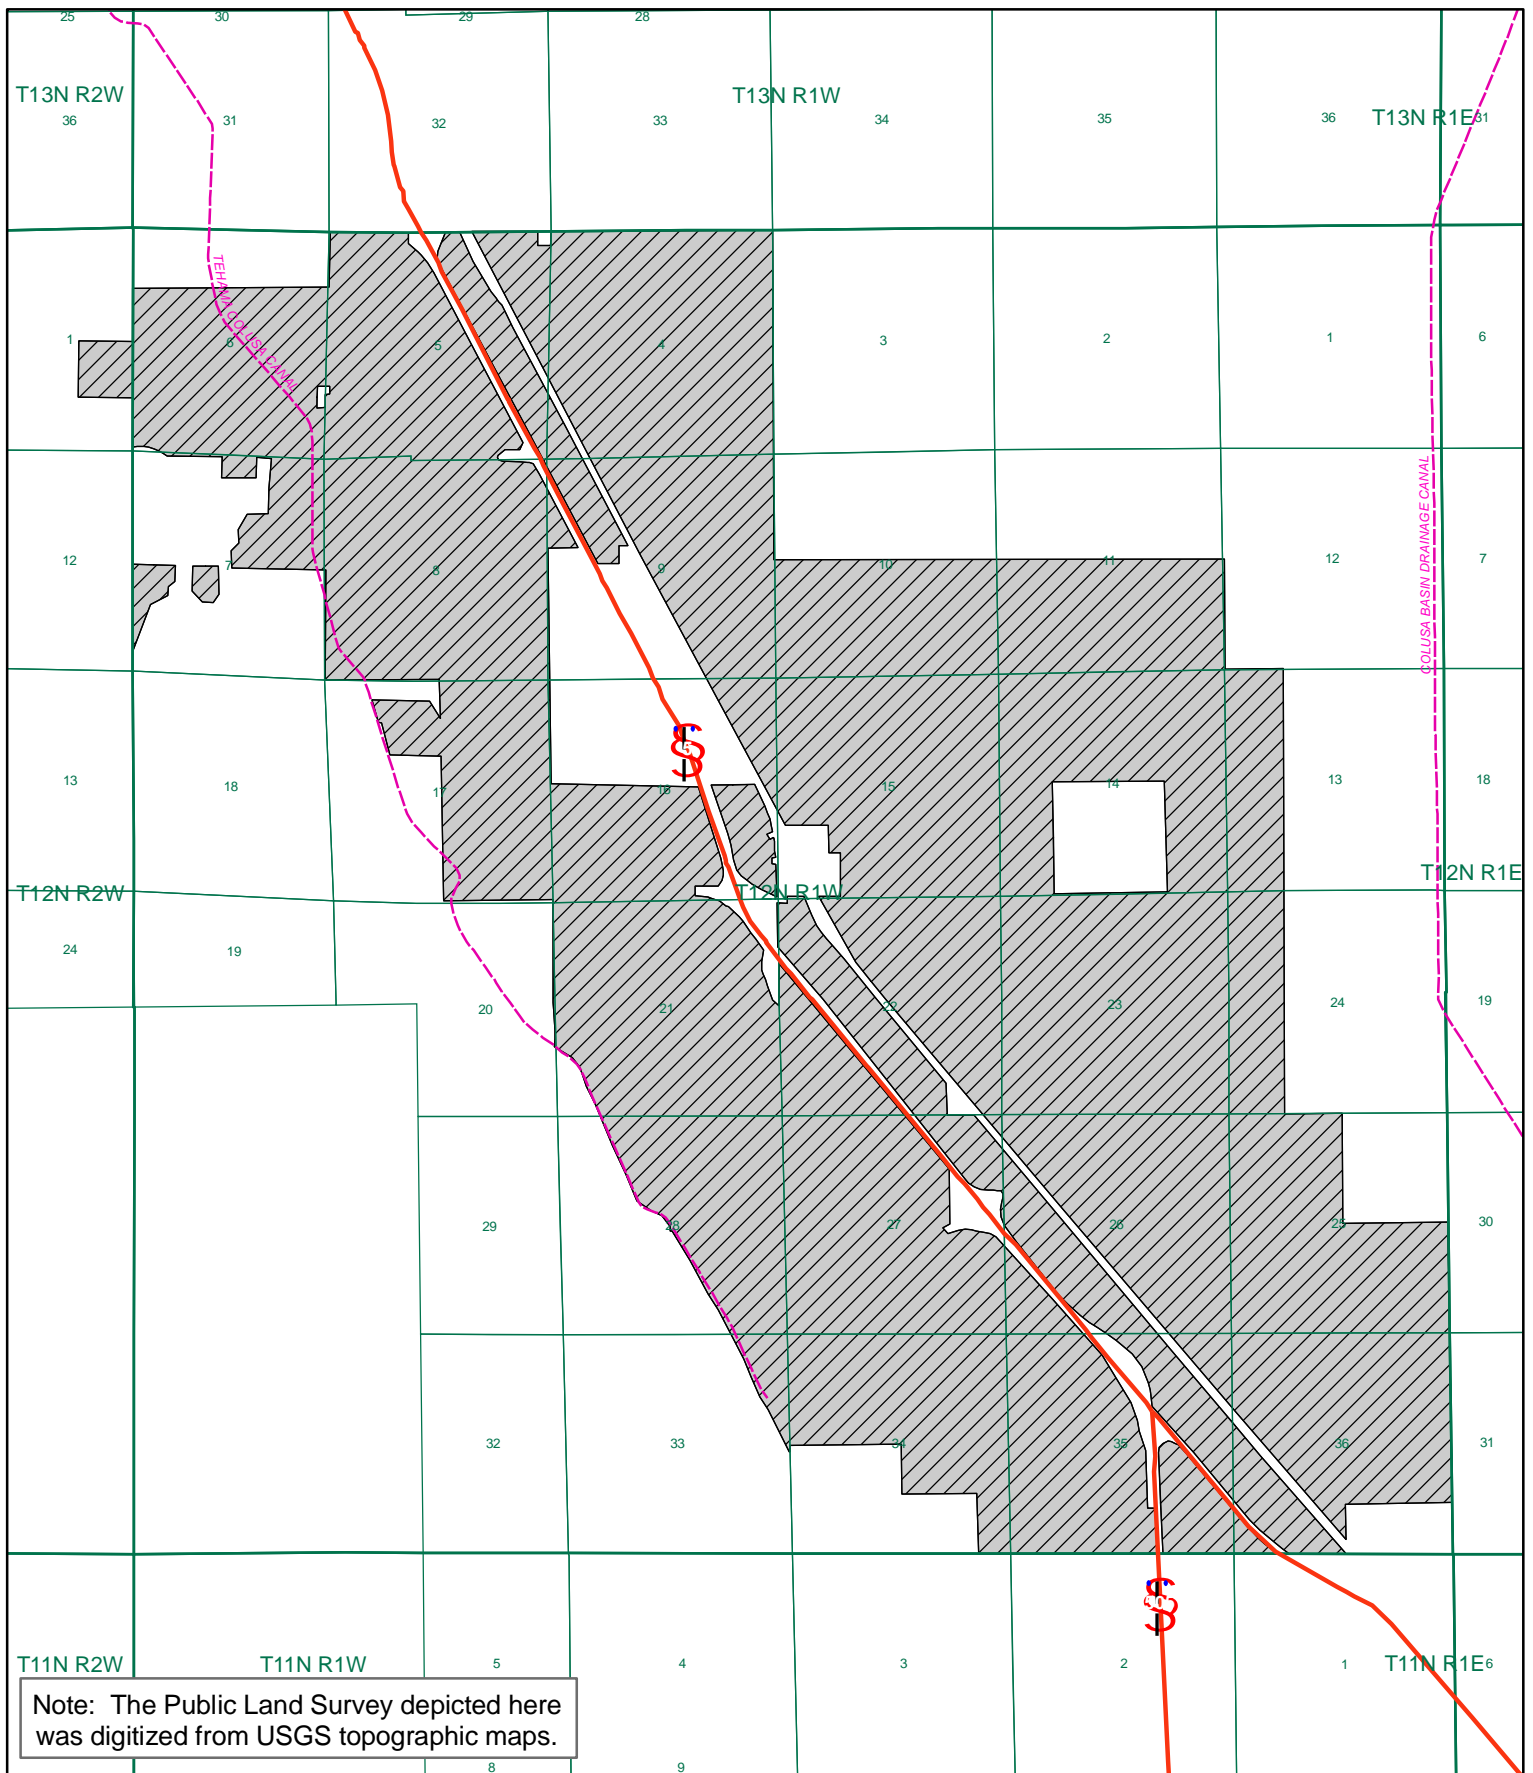 25 30 29 28
T13N R2W T13N R1W
36 31 32 33 34 35 36 T13N R1E 31
TEHAMA COLUSA CANAL
1 6 5 4 3 2 1 6
COLUSA BASIN DRAINAGE CANAL
12 7 8 9 10 11 12 7
13 18 17 16 15 14 13 18
T12N R2W T12N R1W T12N R1E
24 19 20 21 22 23 24 19
29 28 27 26 25 30
32 33 34 35 36 31
T11N R2W T11N R1W 5 4 3 2 1 T11N R1E 6
Note: The Public Land Survey depicted here
was digitized from USGS topographic maps.
8 9